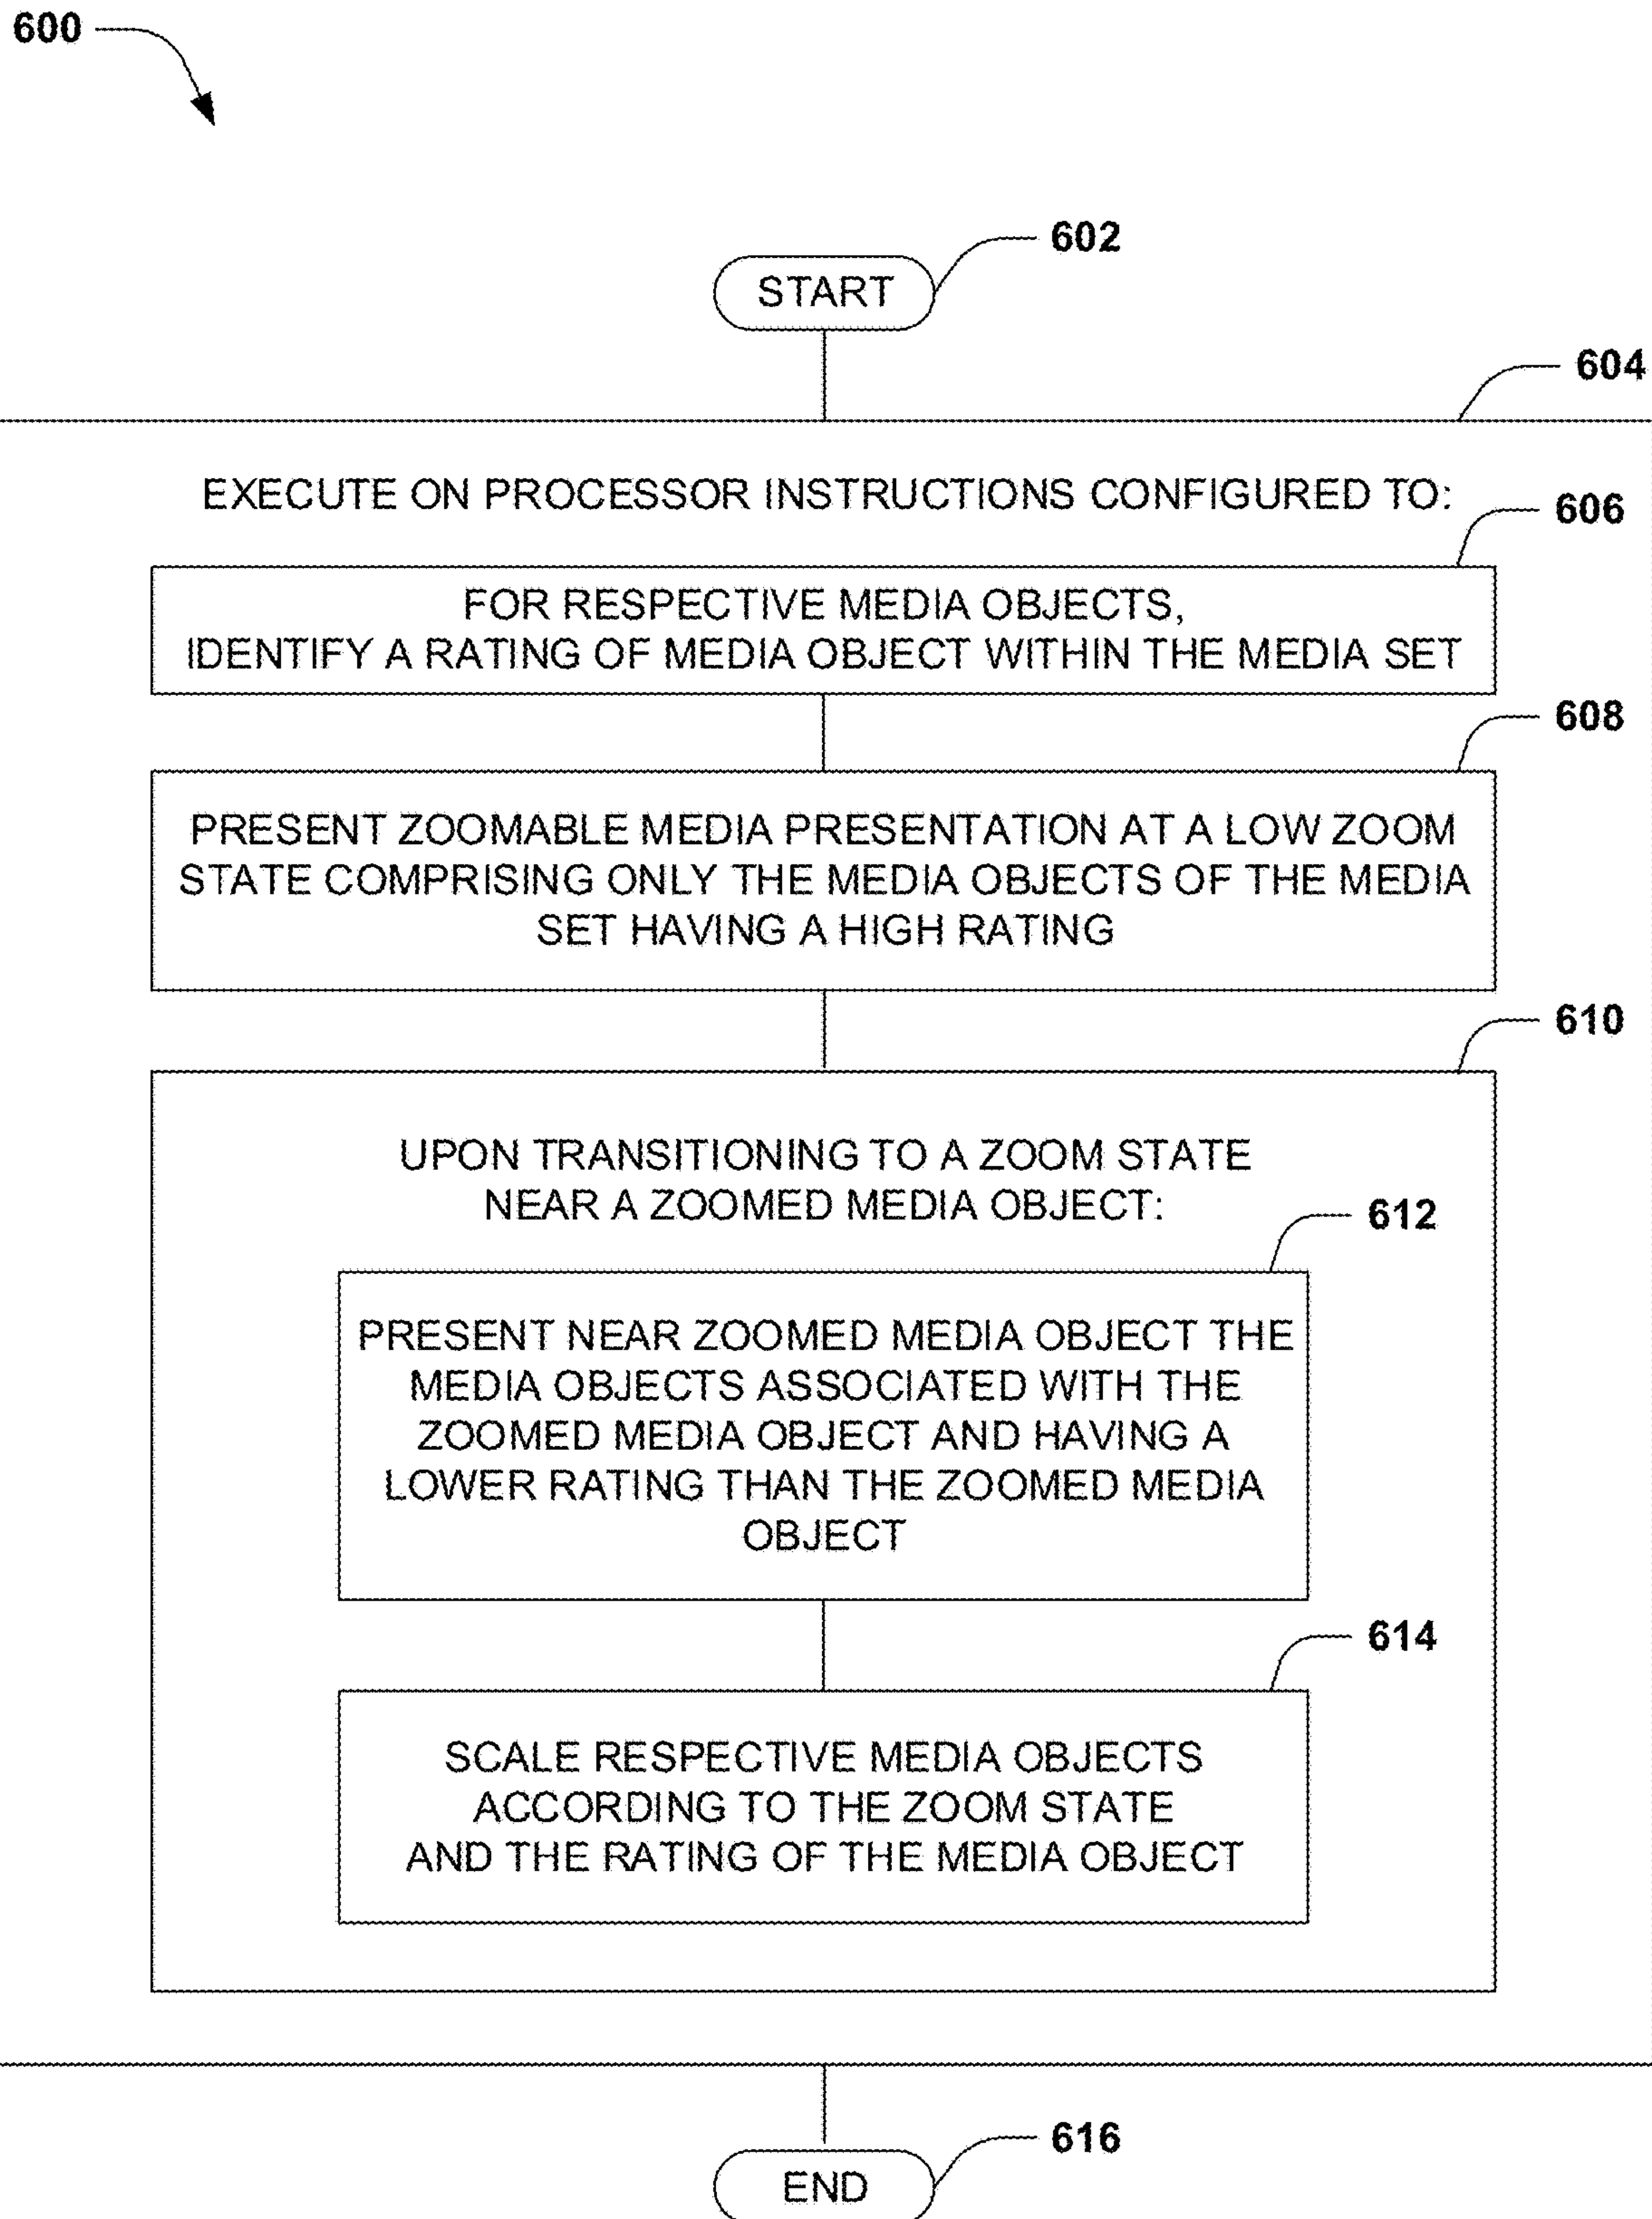 600
602
START
604
EXECUTE ON PROCESSOR INSTRUCTIONS CONFIGURED TO:
606
FOR RESPECTIVE MEDIA OBJECTS,
IDENTIFY A RATING OF MEDIA OBJECT WITHIN THE MEDIA SET
608
PRESENT ZOOMABLE MEDIA PRESENTATION AT A LOW ZOOM
STATE COMPRISING ONLY THE MEDIA OBJECTS OF THE MEDIA
SET HAVING A HIGH RATING
610
UPON TRANSITIONING TO A ZOOM STATE
NEAR A ZOOMED MEDIA OBJECT:
612
PRESENT NEAR ZOOMED MEDIA OBJECT THE
MEDIA OBJECTS ASSOCIATED WITH THE
ZOOMED MEDIA OBJECT AND HAVING A
LOWER RATING THAN THE ZOOMED MEDIA
OBJECT
614
SCALE RESPECTIVE MEDIA OBJECTS
ACCORDING TO THE ZOOM STATE
AND THE RATING OF THE MEDIA OBJECT
616
END